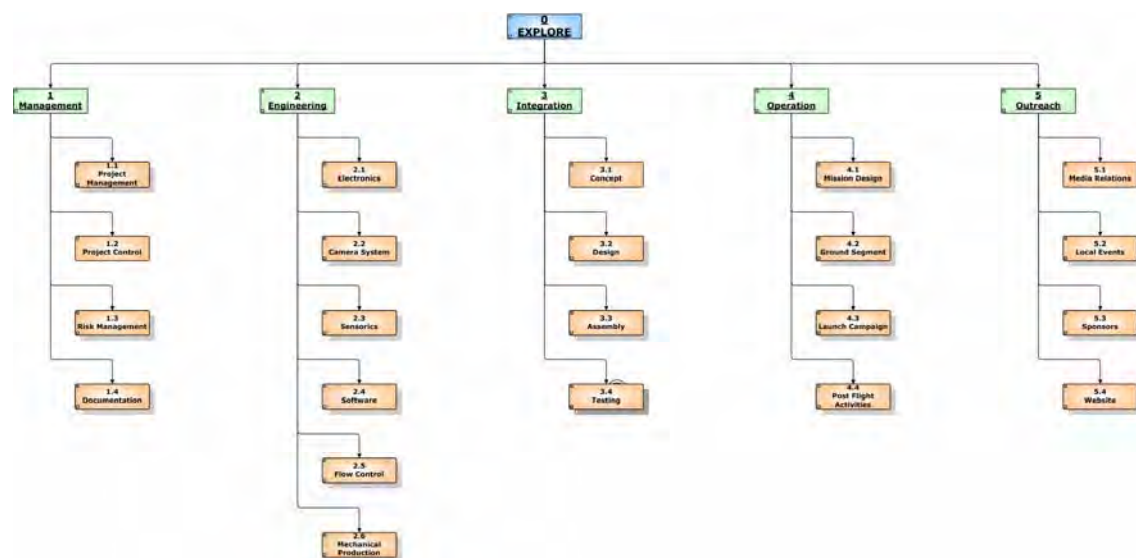 0
EXPLORE
1
Management
2
Engineering
3
Integration
4
Operation
5
Outreach
1.1
Project
Management
2.1
Electronics
3.1
Concept
4.1
Mission Design
5.1
Media Relations
1.2
Project Control
2.2
Camera System
3.2
Design
4.2
Ground Segment
5.2
Local Events
1.3
Risk Management
2.3
Sensorics
3.3
Assembly
4.3
Launch Campaign
5.3
Sponsors
1.4
Documentation
2.4
Software
3.4
Testing
4.4
Post Flight
Activities
5.4
Website
2.5
Flow Control
2.6
Mechanical
Production